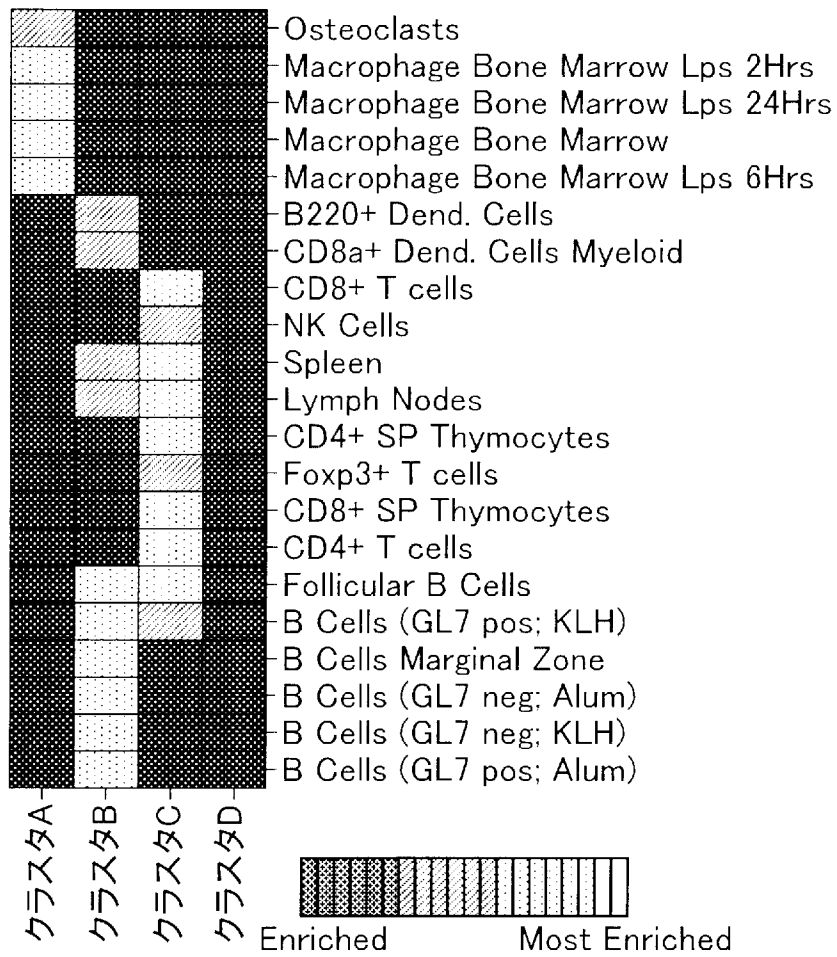 Osteoclasts
Macrophage Bone Marrow Lps 2Hrs
Macrophage Bone Marrow Lps 24Hrs
Macrophage Bone Marrow
Macrophage Bone Marrow Lps 6Hrs
B220+ Dend. Cells
CD8a+ Dend. Cells Myeloid
CD8+ T cells
NK Cells
Spleen
Lymph Nodes
CD4+ SP Thymocytes
Foxp3+ T cells
CD8+ SP Thymocytes
CD4+ T cells
Follicular B Cells
B Cells (GL7 pos; KLH)
B Cells Marginal Zone
B Cells (GL7 neg; Alum)
B Cells (GL7 neg; KLH)
B Cells (GL7 pos; Alum)
クラスタA
クラスタB
クラスタC
クラスタD
Enriched
Most Enriched